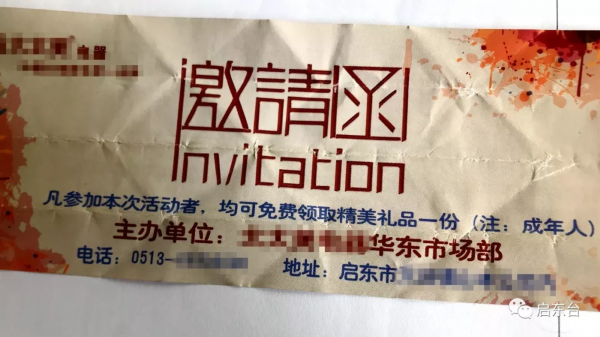 电器
邀請函
Invitation
凡参加本次活动者，均可免费领取精美礼品一份（注：成年人）
主办单位：华东市场部
电话：0513-
地址：启东市
启东台